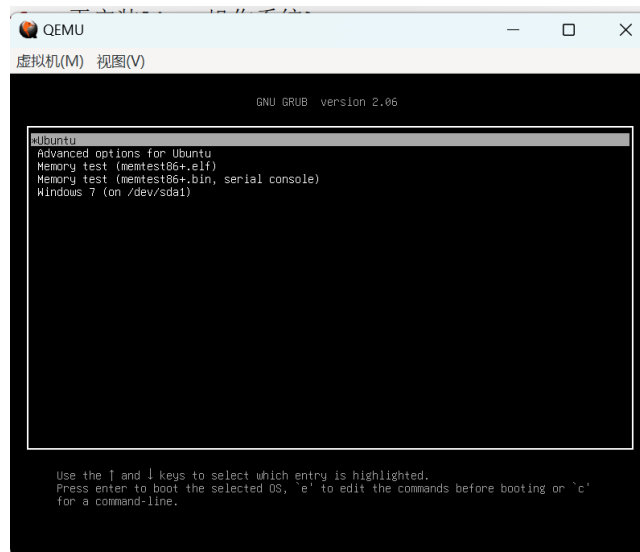 QEMU
虚拟机(M) 视图(V)
GNU GRUB version 2.06
*Ubuntu
Advanced options for Ubuntu
Memory test (memtest86+.elf)
Memory test (memtest86+.bin, serial console)
Windows 7 (on /dev/sda1)
Use the ↑ and ↓ keys to select which entry is highlighted.
Press enter to boot the selected OS, `e' to edit the commands before booting or `c'
for a command-line.